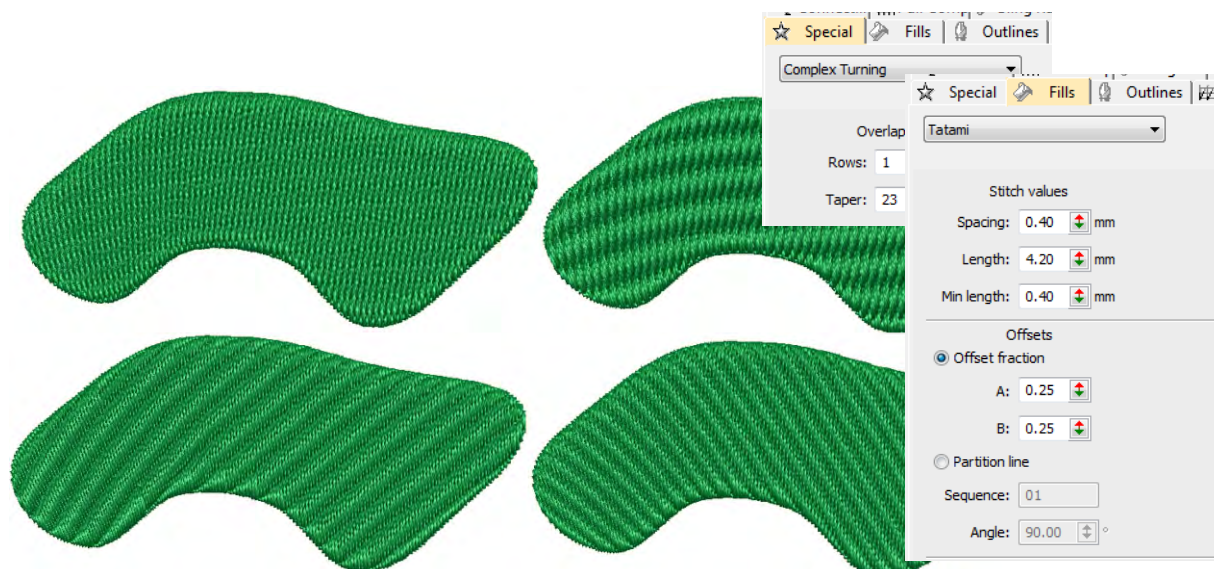 Special Fills Outlines
Complex Turning
Overlap
Rows: 1
Taper: 23
Special Fills Outlines
Tatami
Stitch values
Spacing: 0.40 mm
Length: 4.20 mm
Min length: 0.40 mm
Offsets
Offset fraction
A: 0.25
B: 0.25
Partition line
Sequence: 01
Angle: 90.00 °